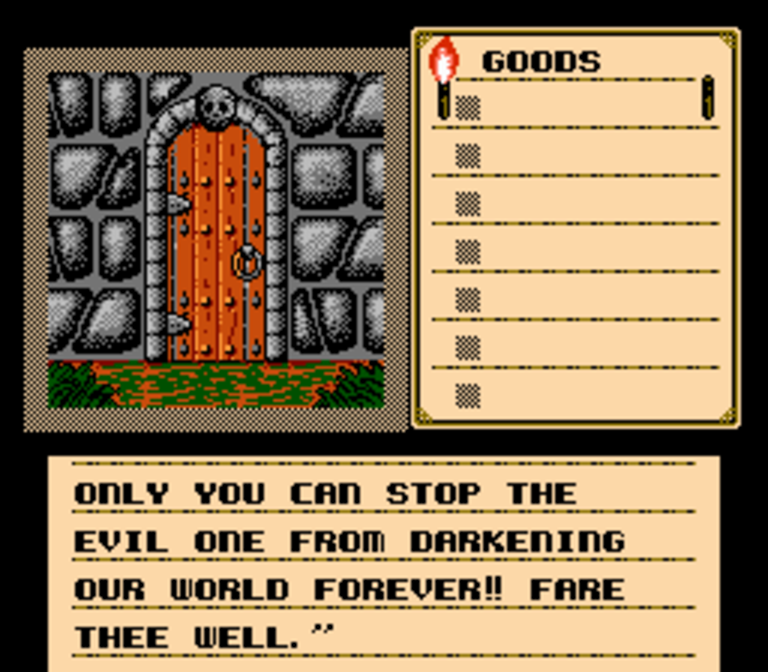 GOODS
ONLY YOU CAN STOP THE
EVIL ONE FROM DARKENING
OUR WORLD FOREVER!! FARE
THEE WELL.”